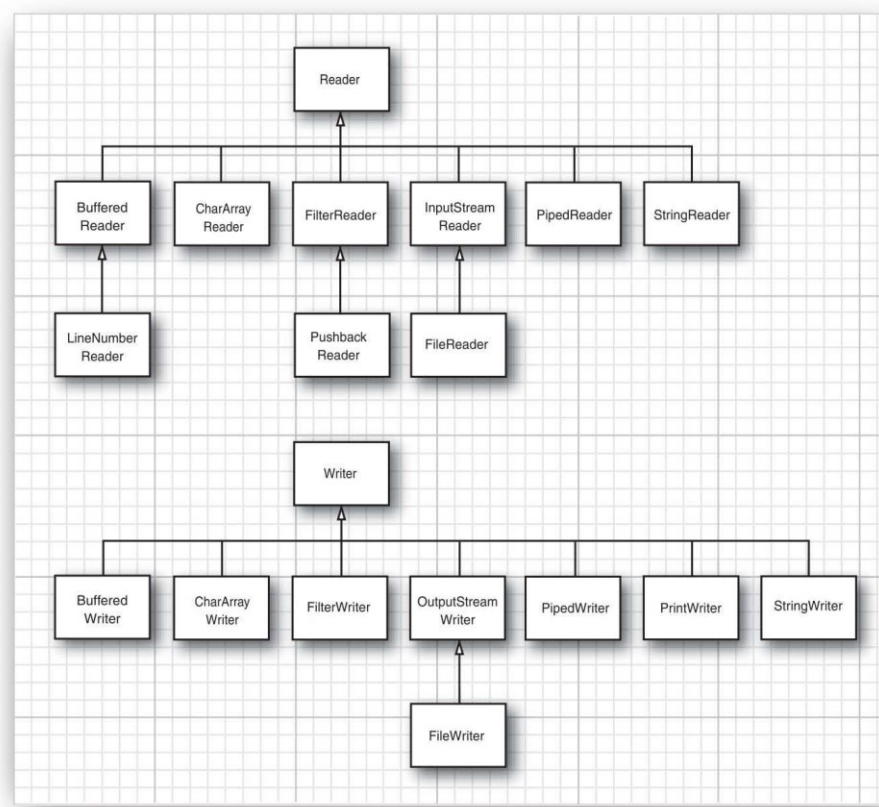 Reader
Buffered
Reader
CharArray
Reader
FilterReader
InputStream
Reader
PipedReader
StringReader
LineNumber
Reader
Pushback
Reader
FileReader
Writer
Buffered
Writer
CharArray
Writer
FilterWriter
OutputStream
Writer
PipedWriter
PrintWriter
StringWriter
FileWriter